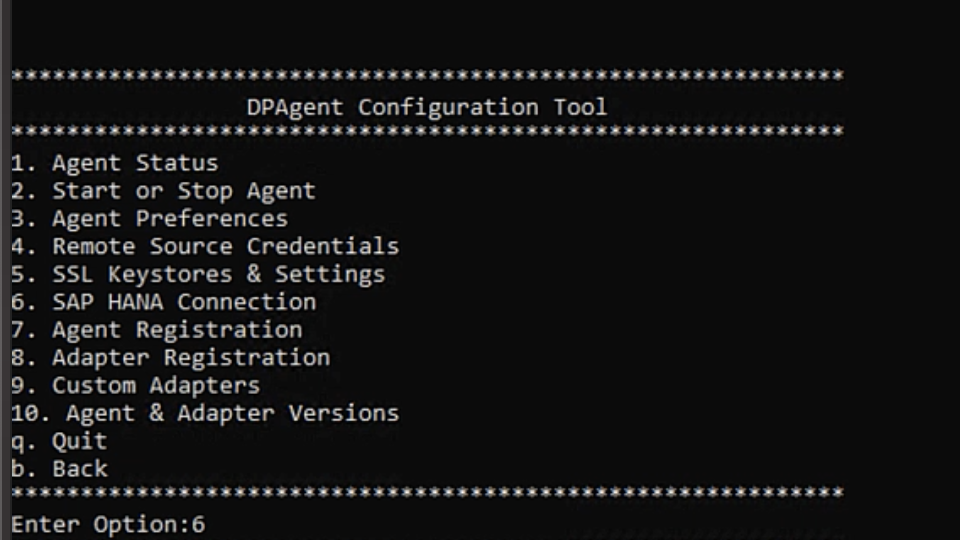 ************************************************************
DPAgent Configuration Tool
************************************************************
1. Agent Status
2. Start or Stop Agent
3. Agent Preferences
4. Remote Source Credentials
5. SSL Keystores & Settings
6. SAP HANA Connection
7. Agent Registration
8. Adapter Registration
9. Custom Adapters
10. Agent & Adapter Versions
q. Quit
b. Back
************************************************************
Enter Option:6